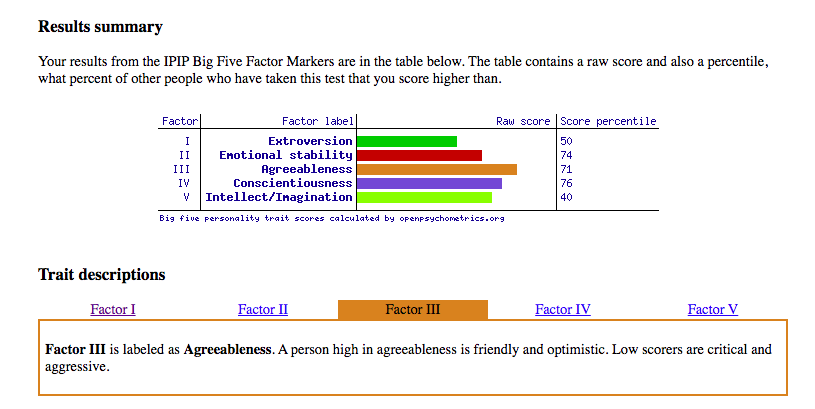 Results summary
Your results from the IPIP Big Five Factor Markers are in the table below. The table contains a raw score and also a percentile,
what percent of other people who have taken this test that you score higher than.
Factor Factor label Raw score Score percentile
I Extroversion 50
II Emotional stability 74
III Agreeableness 71
IV Conscientiousness 76
V Intellect/Imagination 40
Big five personality trait scores calculated by openpsychometrics.org
Trait descriptions
Factor I Factor II Factor III Factor IV Factor V
Factor III is labeled as Agreeableness. A person high in agreeableness is friendly and optimistic. Low scorers are critical and
aggressive.